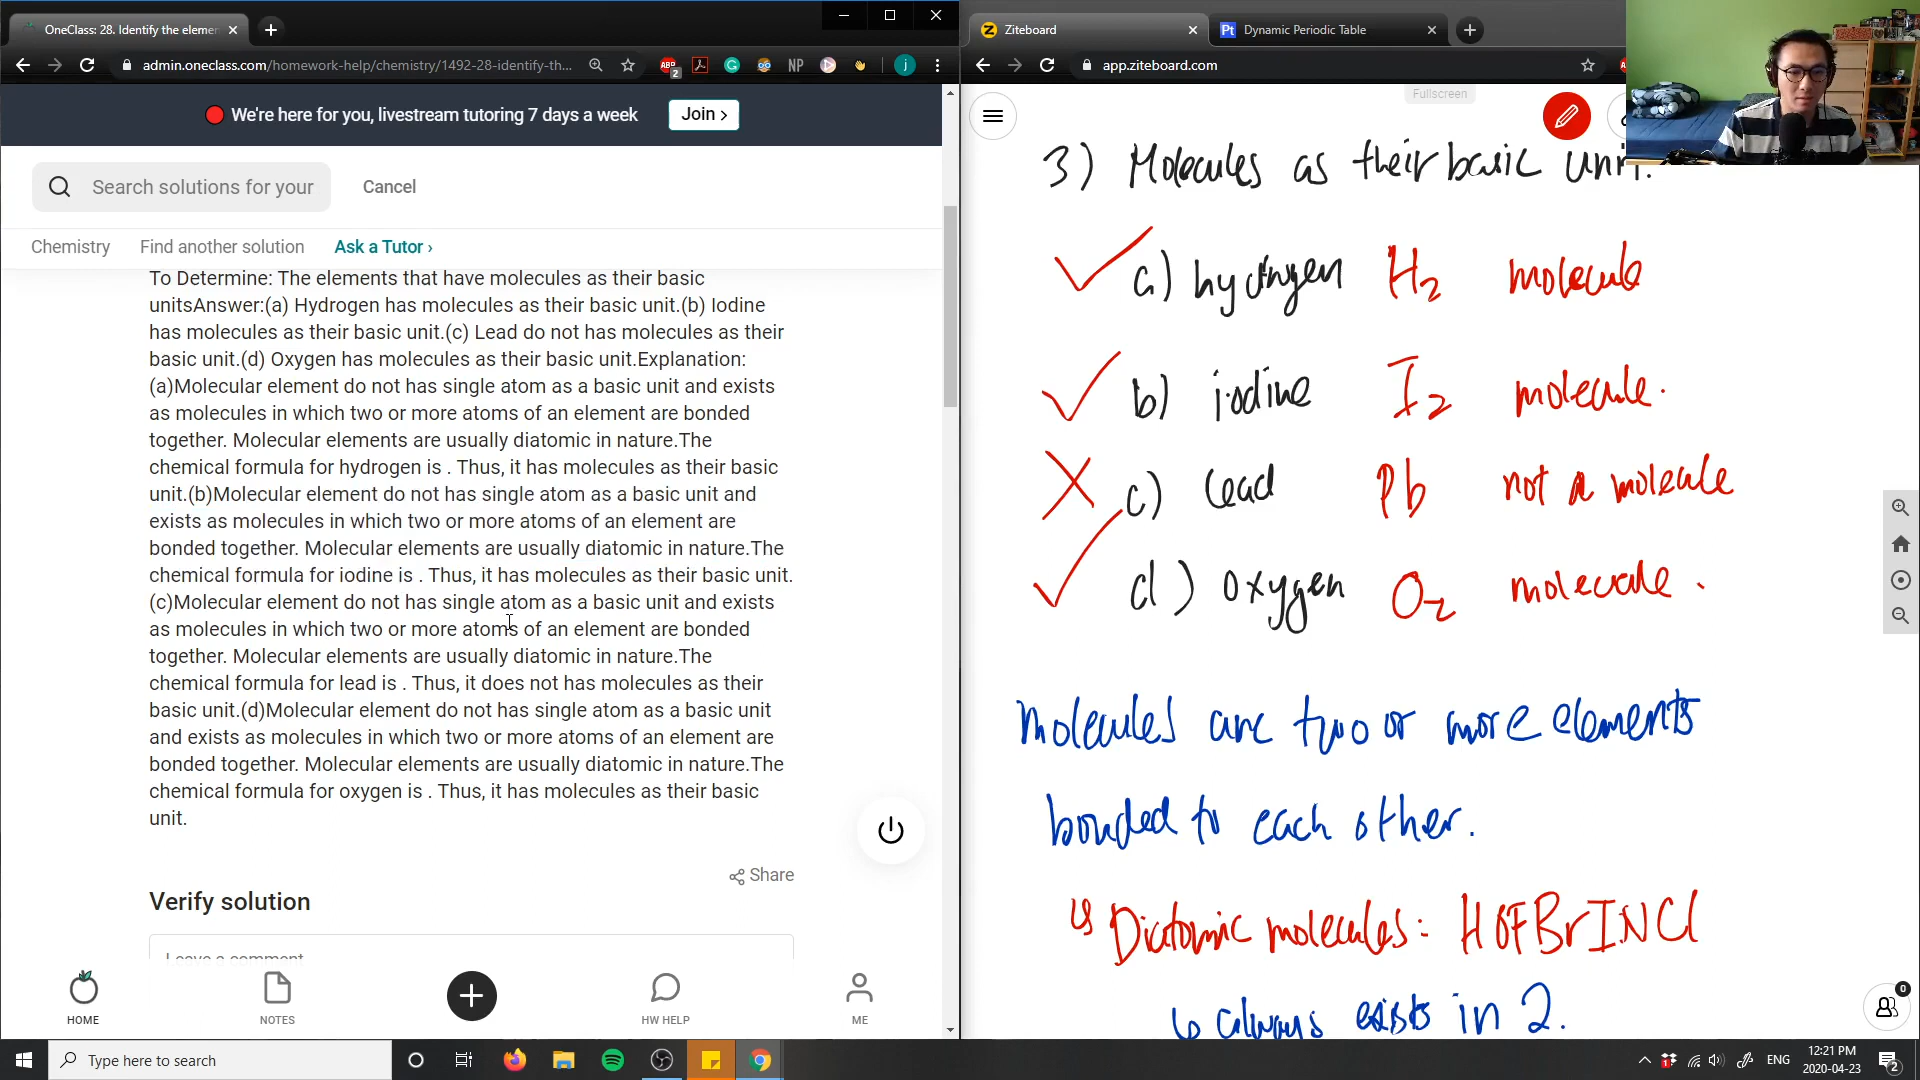 OneClass: 28. Identify the elemen
admin.oneclass.com/homework-help/chemistry/1492-28-identify-th...
ABP
2
NP
j
We're here for you, livestream tutoring 7 days a week
Join ›
Search solutions for your
Cancel
Chemistry
Find another solution
Ask a Tutor ›
To Determine: The elements that have molecules as their basic
unitsAnswer:(a) Hydrogen has molecules as their basic unit.(b) Iodine
has molecules as their basic unit.(c) Lead do not has molecules as their
basic unit.(d) Oxygen has molecules as their basic unit.Explanation:
(a)Molecular element do not has single atom as a basic unit and exists
as molecules in which two or more atoms of an element are bonded
together. Molecular elements are usually diatomic in nature.The
chemical formula for hydrogen is . Thus, it has molecules as their basic
unit.(b)Molecular element do not has single atom as a basic unit and
exists as molecules in which two or more atoms of an element are
bonded together. Molecular elements are usually diatomic in nature.The
chemical formula for iodine is . Thus, it has molecules as their basic unit.
(c)Molecular element do not has single atom as a basic unit and exists
as molecules in which two or more atoms of an element are bonded
together. Molecular elements are usually diatomic in nature.The
chemical formula for lead is . Thus, it does not has molecules as their
basic unit.(d)Molecular element do not has single atom as a basic unit
and exists as molecules in which two or more atoms of an element are
bonded together. Molecular elements are usually diatomic in nature.The
chemical formula for oxygen is . Thus, it has molecules as their basic
unit.
Share
Verify solution
Leave a comment
HOME
NOTES
HW HELP
ME
Ziteboard
Pt Dynamic Periodic Table
app.ziteboard.com
Fullscreen
3) Molecules as their basic unit.
a) hydrogen H2 molecule
b) iodine I2 molecule.
c) lead Pb not a molecule
d) oxygen O2 molecule.
molecules are two or more elements
bonded to each other.
↳ Diatomic molecules: HOFBrINCl
↳ always exists in 2.
0
Type here to search
ENG
12:21 PM
2020-04-23
2